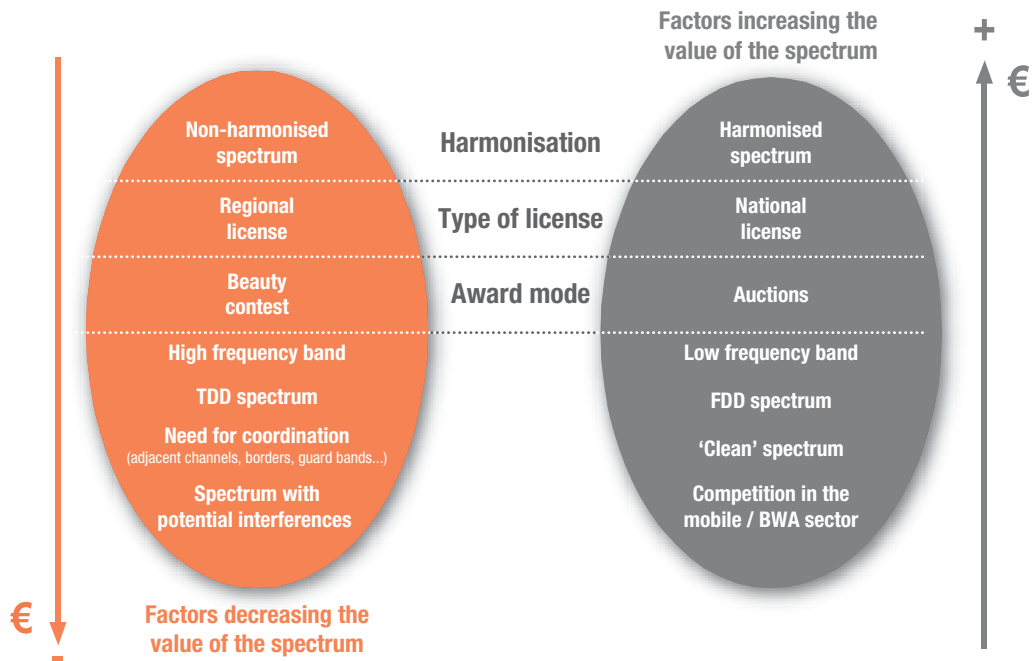 Factors increasing the
value of the spectrum
+
€
Non-harmonised
spectrum
Harmonisation
Harmonised
spectrum
Regional
license
Type of license
National
license
Beauty
contest
Award mode
Auctions
High frequency band
Low frequency band
TDD spectrum
FDD spectrum
Need for coordination
(adjacent channels, borders, guard bands...)
‘Clean’ spectrum
Spectrum with
potential interferences
Competition in the
mobile / BWA sector
€
-
Factors decreasing the
value of the spectrum